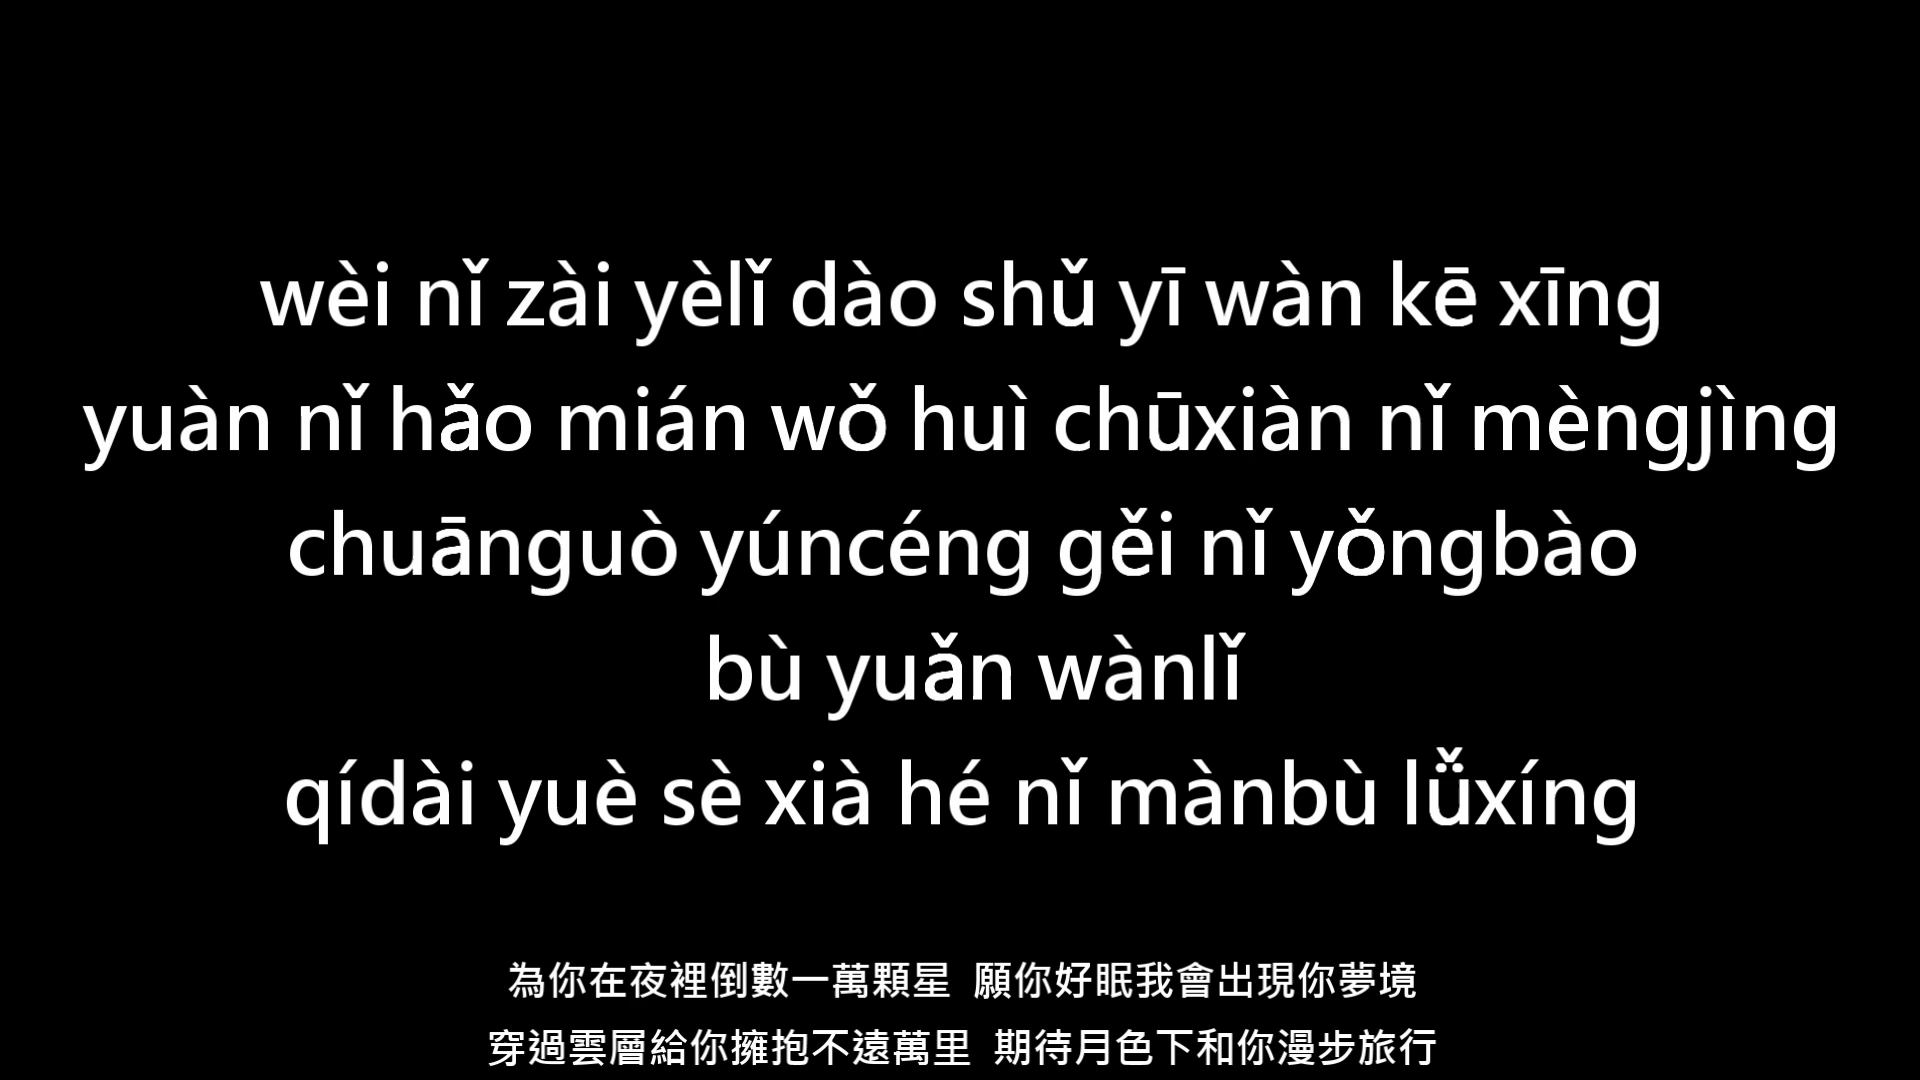 wèi nǐ zài yèlǐ dào shǔ yī wàn kē xīng
yuàn nǐ hǎo mián wǒ huì chūxiàn nǐ mèngjìng
chuānguò yúncéng gěi nǐ yǒngbào
bù yuǎn wànlǐ
qídài yuè sè xià hé nǐ mànbù lǚxíng
為你在夜裡倒數一萬顆星 願你好眠我會出現你夢境
穿過雲層給你擁抱不遠萬里 期待月色下和你漫步旅行